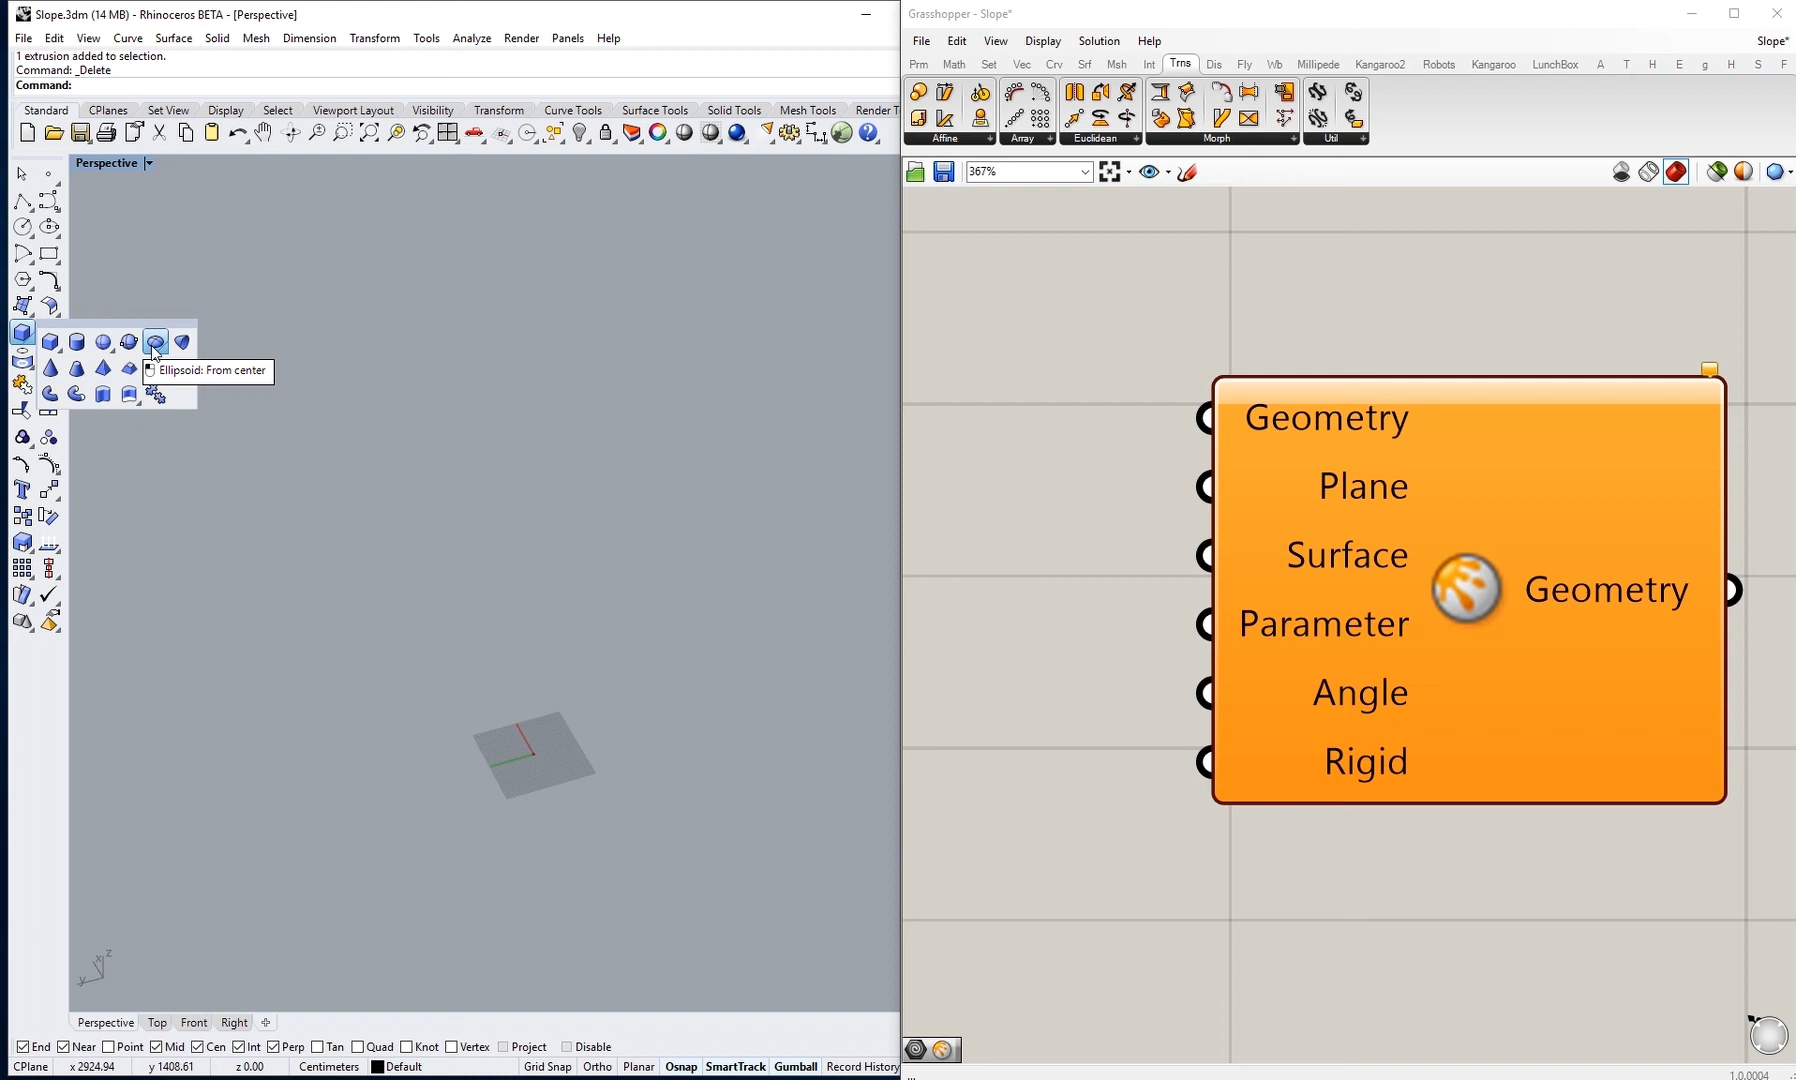 Slope.3dm (14 MB) - Rhinoceros BETA - [Perspective]
File Edit View Curve Surface Solid Mesh Dimension Transform Tools Analyze Render Panels Help
1 extrusion added to selection.
Command: _Delete
Command:
Standard CPlanes Set View Display Select Viewport Layout Visibility Transform Curve Tools Surface Tools Solid Tools Mesh Tools Render T
Perspective
Ellipsoid: From center
z
x
y
Perspective Top Front Right
End Near Point Mid Cen Int Perp Tan Quad Knot Vertex Project Disable
CPlane x 2924.94 y 1408.61 z 0.00 Centimeters Default Grid Snap Ortho Planar Osnap SmartTrack Gumball Record History
Grasshopper - Slope*
File Edit View Display Solution Help Slope*
Prm Math Set Vec Crv Srf Msh Int Trns Dis Fly Wb Millipede Kangaroo2 Robots Kangaroo LunchBox A T H E g H S F
Affine Array Euclidean Morph Util
367%
Geometry
Plane
Surface
Parameter
Angle
Rigid
Geometry
...
1.0.0004